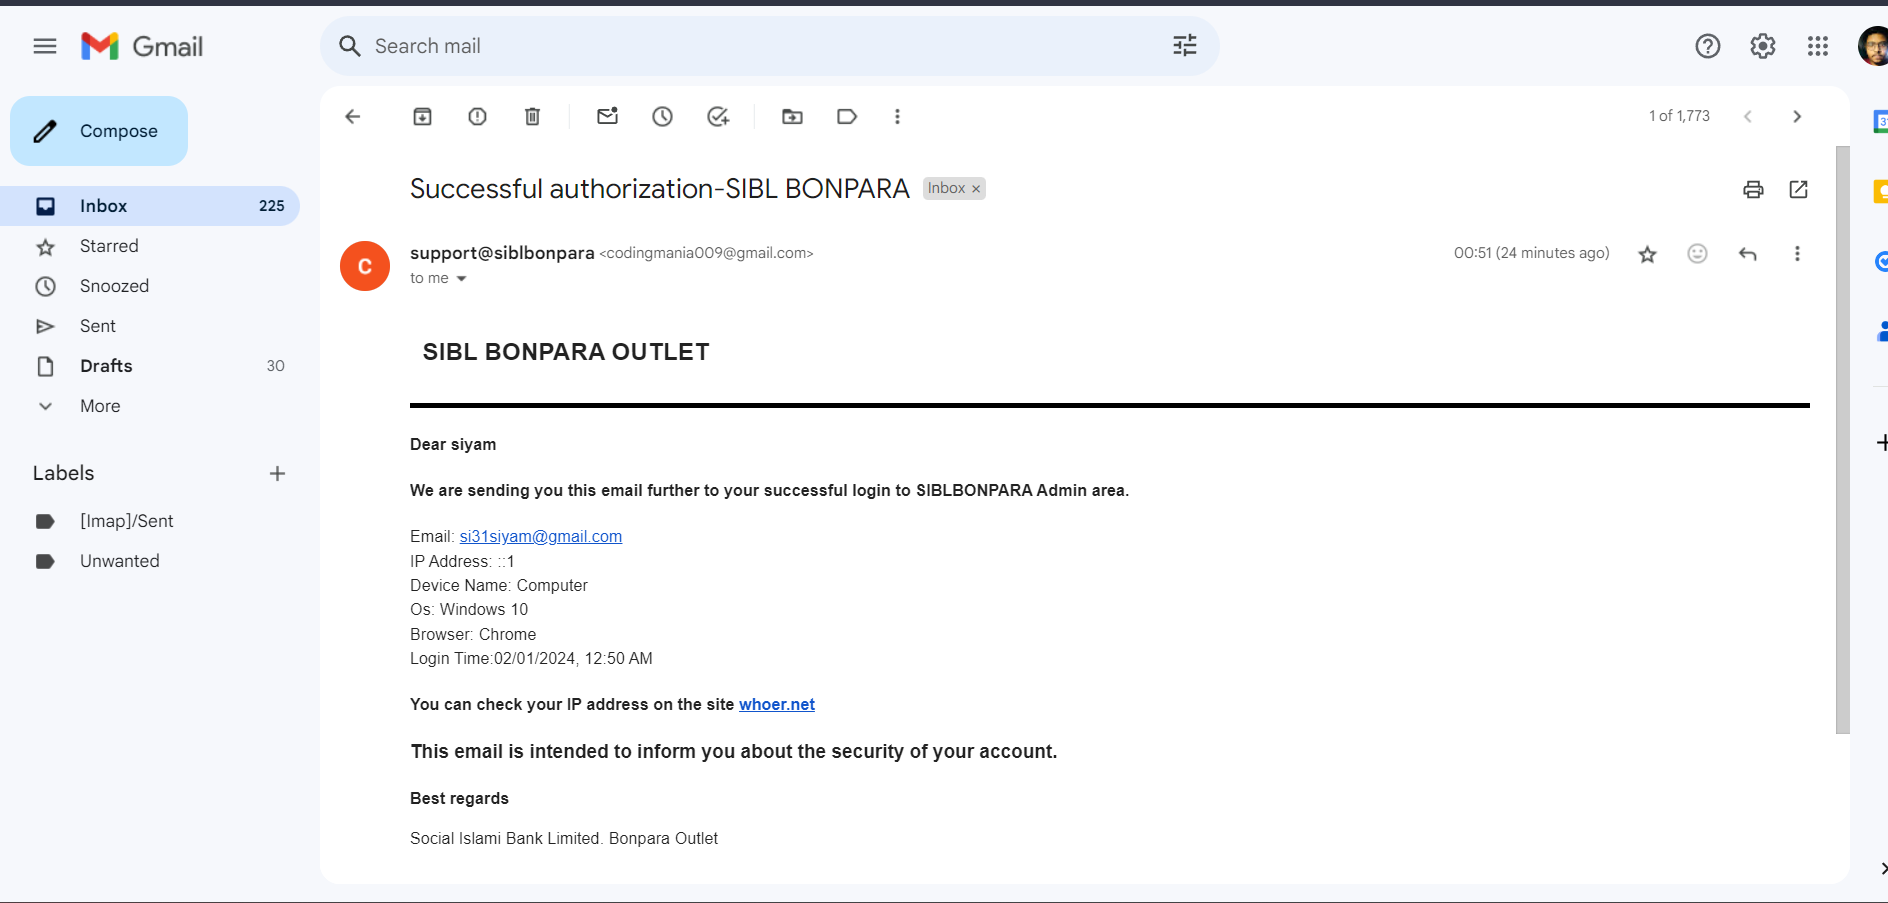 Gmail
Search mail
Compose
1 of 1,773
Inbox 225
Starred
Snoozed
Sent
Drafts 30
More
Labels
[Imap]/Sent
Unwanted
Successful authorization-SIBL BONPARA Inbox ×
C
support@siblbonpara <codingmania009@gmail.com> 00:51 (24 minutes ago)
to me
SIBL BONPARA OUTLET
Dear siyam
We are sending you this email further to your successful login to SIBLBONPARA Admin area.
Email: si31siyam@gmail.com
IP Address: ::1
Device Name: Computer
Os: Windows 10
Browser: Chrome
Login Time:02/01/2024, 12:50 AM
You can check your IP address on the site whoer.net
This email is intended to inform you about the security of your account.
Best regards
Social Islami Bank Limited. Bonpara Outlet